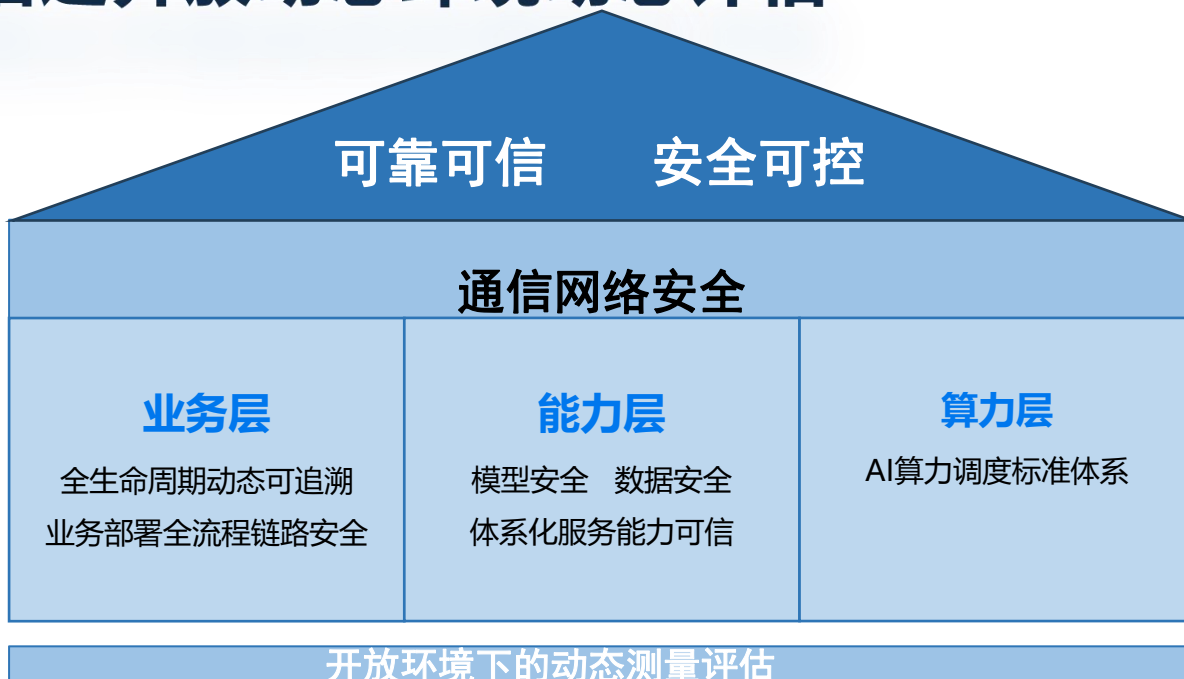 可靠可信 安全可控
通信网络安全
业务层
全生命周期动态可追溯
业务部署全流程链路安全
能力层
模型安全 数据安全
体系化服务能力可信
算力层
AI算力调度标准体系
开放环境下的动态测量评估